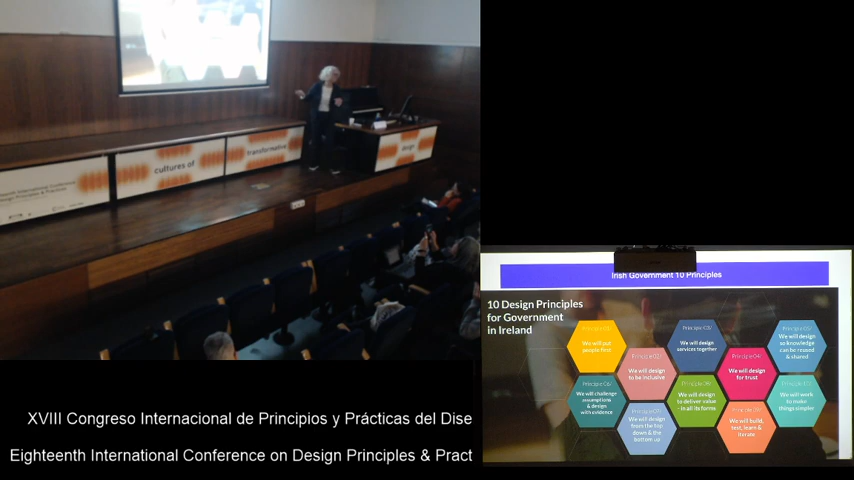 Design Principles & Practices
cultures of
transformative
design
XVIII Congreso Internacional de Principios y Prácticas del Dise
Eighteenth International Conference on Design Principles & Pract
Irish Government 10 Principles
10 Design Principles
for Government
in Ireland
We will put
people first
We will design
to be inclusive
We will design
services together
We will design
for trust
We will design
so knowledge
can be reused
& shared
We will challenge
assumptions
& design
with evidence
We will design
from the top
down & the
bottom up
We will design
to deliver value
- in all its forms
We will build,
test, learn &
iterate
We will work
to make
things simpler